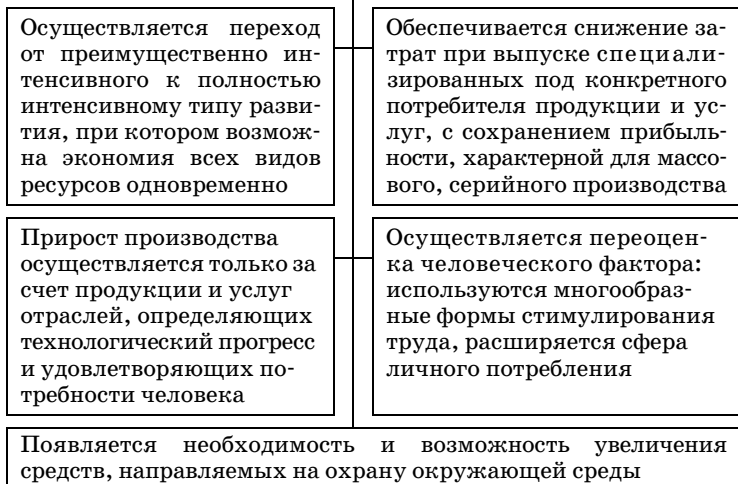 Осуществляется переход
от преимущественно ин-
тенсивного к полностью
интенсивному типу разви-
тия, при котором возмож-
на экономия всех видов
ресурсов одновременно
Обеспечивается снижение за-
трат при выпуске специали-
зированных под конкретного
потребителя продукции и ус-
луг, с сохранением прибыль-
ности, характерной для массо-
вого, серийного производства
Прирост производства
осуществляется только за
счет продукции и услуг
отраслей, определяющих
технологический прогресс
и удовлетворяющих по-
требности человека
Осуществляется переоцен-
ка человеческого фактора:
используются многообраз-
ные формы стимулирования
труда, расширяется сфера
личного потребления
Появляется необходимость и возможность увеличения
средств, направляемых на охрану окружающей среды